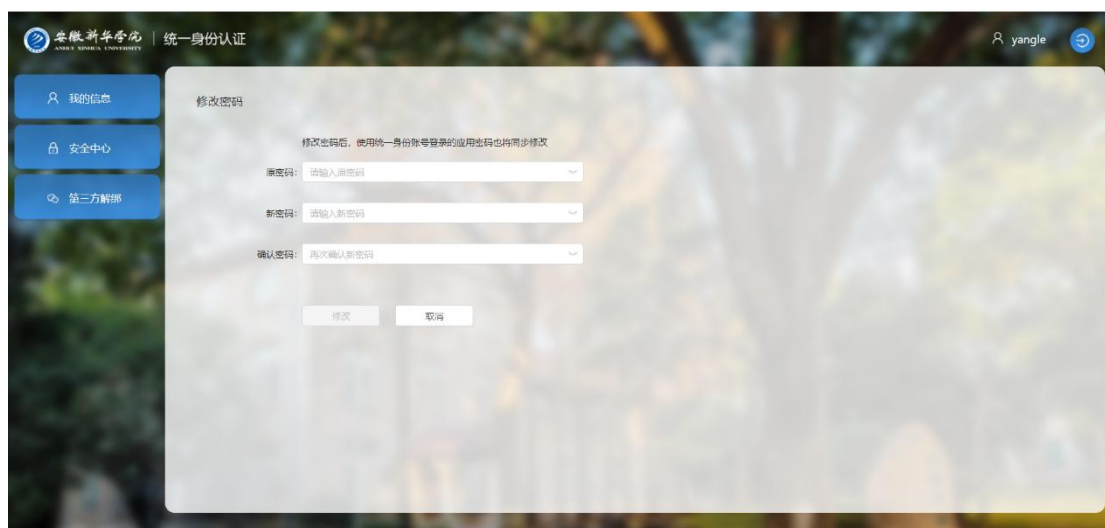 安徽新华学院 | 统一身份认证
ANHUI XINHUA UNIVERSITY
yangle
我的信息
安全中心
第三方解绑
修改密码
修改密码后，使用统一身份账号登录的应用密码也将同步修改
原密码： 请输入原密码
新密码： 请输入新密码
确认密码： 再次确认新密码
修改 取消